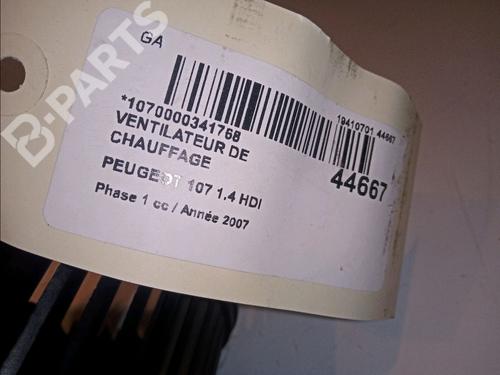 B-PARTS
GA
*1070000341768
19410701 44667
VENTILATEUR DE
CHAUFFAGE
44667
PEUGEOT 107 1.4 HDI
Phase 1 cc / Année 2007